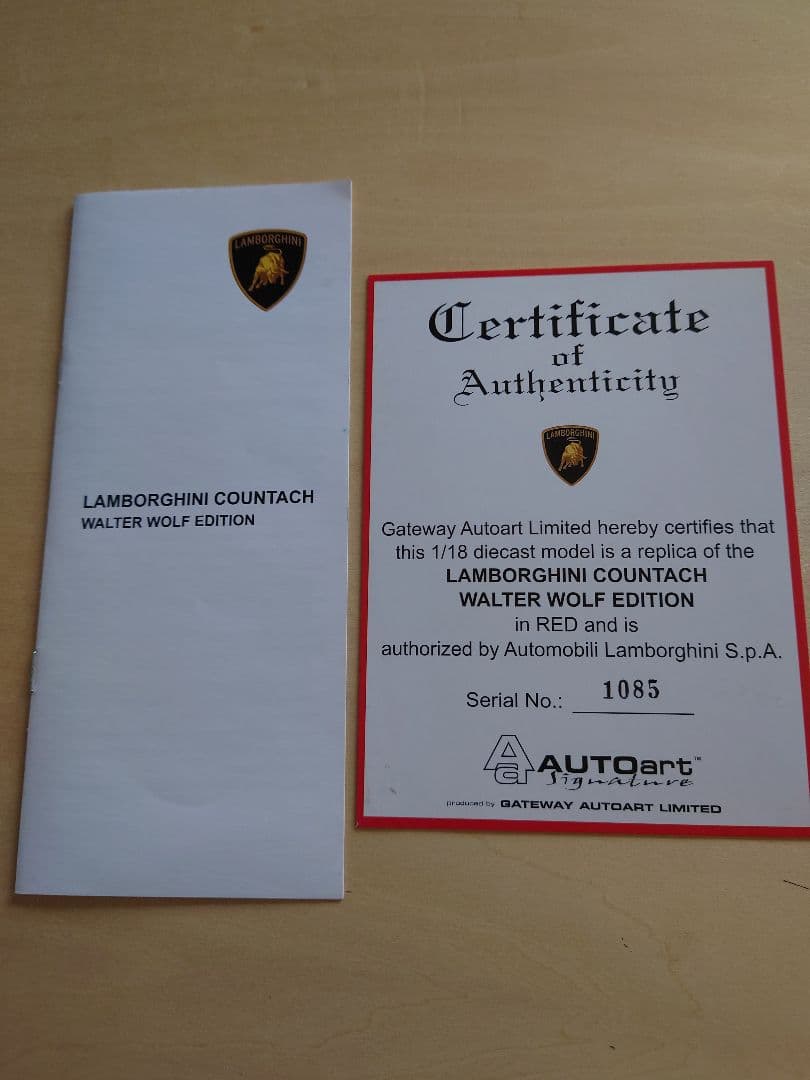 LAMBORGHINI
LAMBORGHINI COUNTACH
WALTER WOLF EDITION
Certificate
of
Authenticity
LAMBORGHINI
Gateway Autoart Limited hereby certifies that
this 1/18 diecast model is a replica of the
LAMBORGHINI COUNTACH
WALTER WOLF EDITION
in RED and is
authorized by Automobili Lamborghini S.p.A.
Serial No.: 1085
Aa AUTOart™
Signature
produced by GATEWAY AUTOART LIMITED